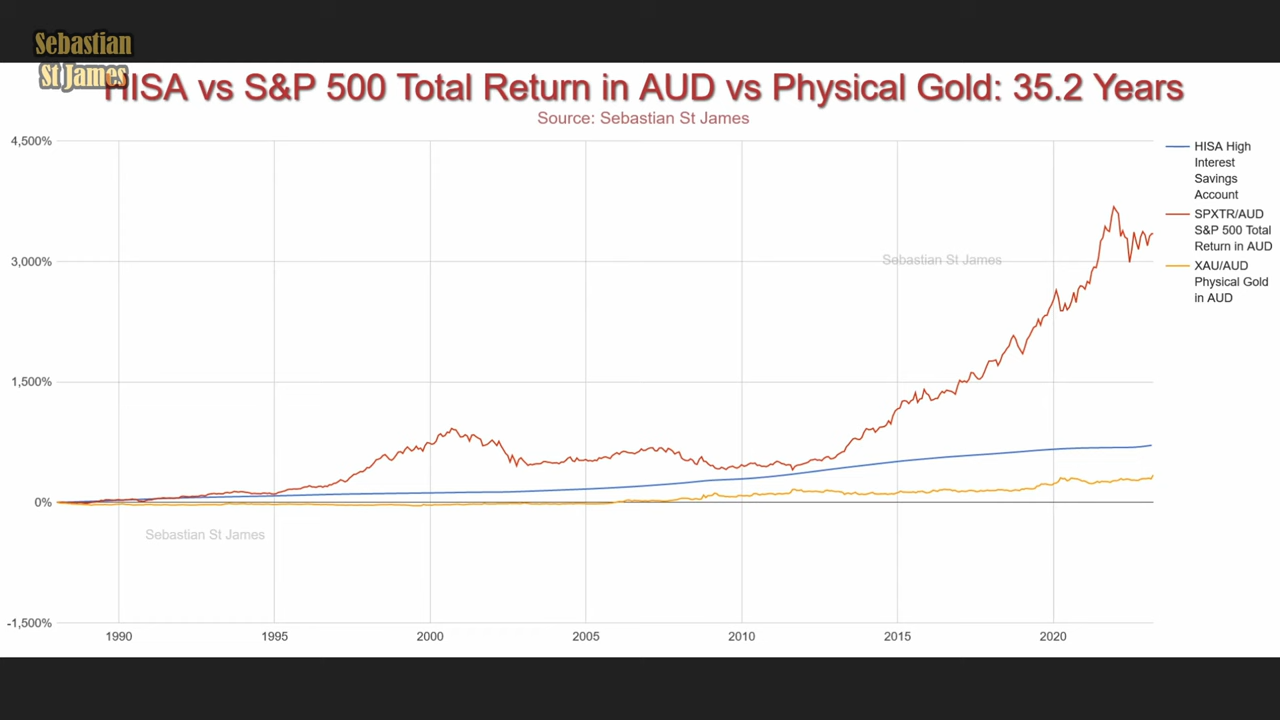 Sebastian
St James
HISA vs S&P 500 Total Return in AUD vs Physical Gold: 35.2 Years
Source: Sebastian St James
4,500%
3,000%
1,500%
0%
-1,500%
1990
1995
2000
2005
2010
2015
2020
HISA High
Interest
Savings
Account
SPXTR/AUD
S&P 500 Total
Return in AUD
XAU/AUD
Physical Gold
in AUD
Sebastian St James
Sebastian St James